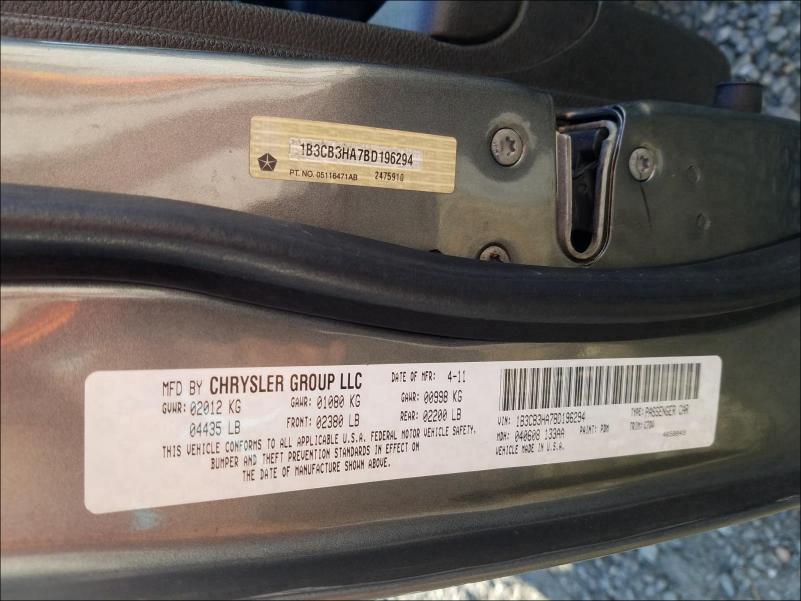 1B3CB3HA7BD196294
PT. NO. 05116471AB 2475910
MFD BY CHRYSLER GROUP LLC
DATE OF MFR: 4-11
GVWR: 02012 KG
GAWR: 01080 KG
GAWR: 00998 KG
04435 LB
FRONT: 02380 LB
REAR: 02200 LB
THIS VEHICLE CONFORMS TO ALL APPLICABLE U.S.A. FEDERAL MOTOR VEHICLE SAFETY,
BUMPER AND THEFT PREVENTION STANDARDS IN EFFECT ON
THE DATE OF MANUFACTURE SHOWN ABOVE.
VIN: 1B3CB3HA7BD196294
TYPE: PASSENGER CAR
MDH: 040608 133AA
PAINT: PDM
TRIM:
VEHICLE MADE IN U.S.A.